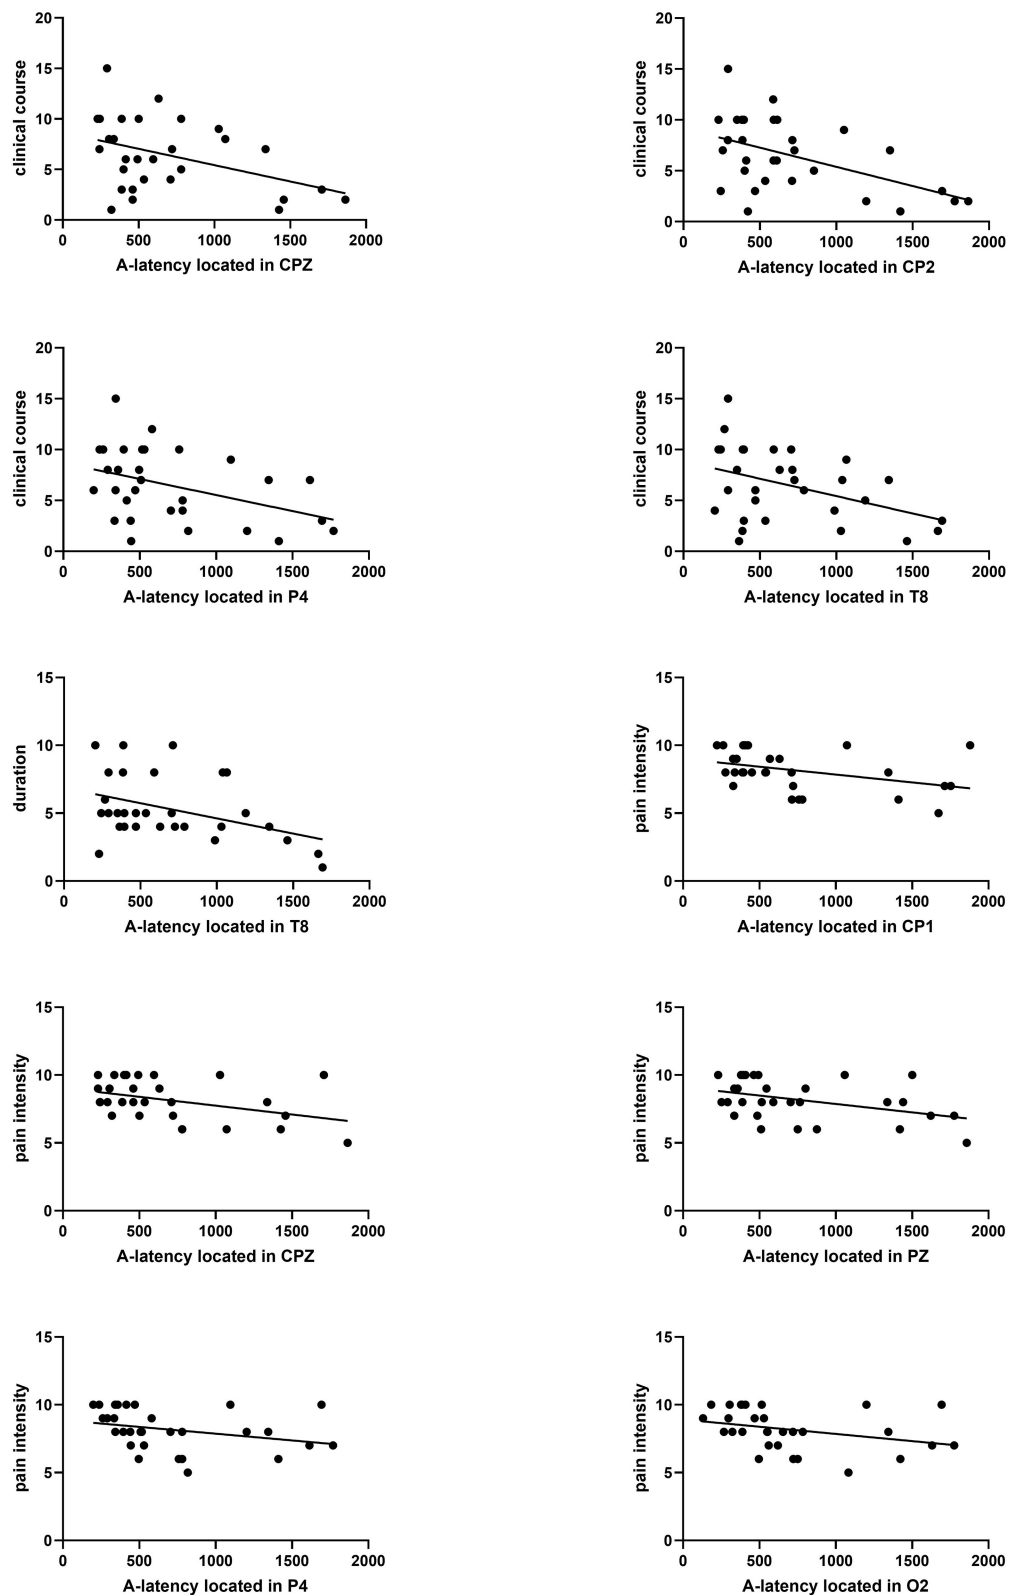 20 20
15 15
10 10
5 5
0 0
clinical course clinical course
0 500 1000 1500 2000 0 500 1000 1500 2000
A-latency located in CPZ A-latency located in CP2
20 20
15 15
10 10
5 5
0 0
clinical course clinical course
0 500 1000 1500 2000 0 500 1000 1500 2000
A-latency located in P4 A-latency located in T8
15 15
10 10
5 5
0 0
duration pain intensity
0 500 1000 1500 2000 0 500 1000 1500 2000
A-latency located in T8 A-latency located in CP1
15 15
10 10
5 5
0 0
pain intensity pain intensity
0 500 1000 1500 2000 0 500 1000 1500 2000
A-latency located in CPZ A-latency located in PZ
15 15
10 10
5 5
0 0
pain intensity pain intensity
0 500 1000 1500 2000 0 500 1000 1500 2000
A-latency located in P4 A-latency located in O2